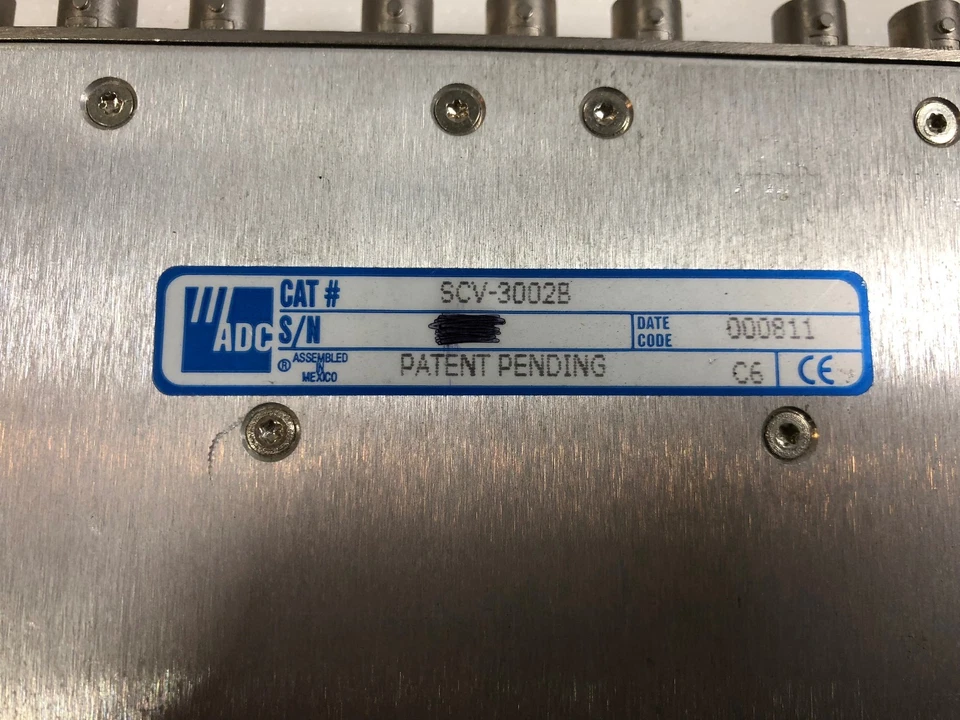 ADC
CAT # SCV-3002B
S/N
DATE CODE 000811
® ASSEMBLED IN MEXICO
PATENT PENDING C6 CE